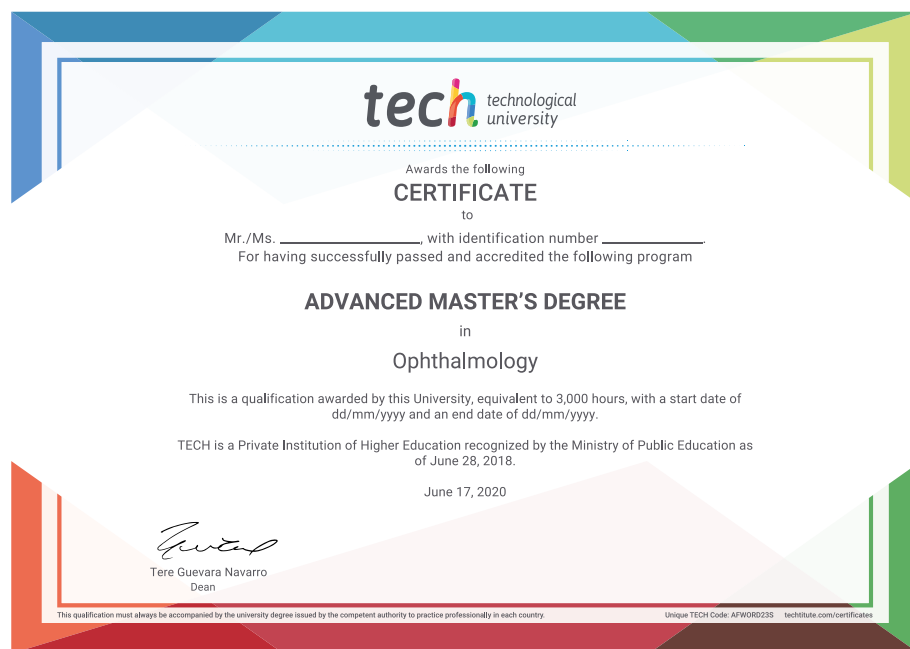 tech technological
university
Awards the following
CERTIFICATE
to
Mr./Ms. ________________, with identification number ____________.
For having successfully passed and accredited the following program
ADVANCED MASTER'S DEGREE
in
Ophthalmology
This is a qualification awarded by this University, equivalent to 3,000 hours, with a start date of
dd/mm/yyyy and an end date of dd/mm/yyyy.
TECH is a Private Institution of Higher Education recognized by the Ministry of Public Education as
of June 28, 2018.
June 17, 2020
Tere Guevara Navarro
Dean
This qualification must always be accompanied by the university degree issued by the competent authority to practice professionally in each country.
Unique TECH Code: AFWORD23S techtitute.com/certificates